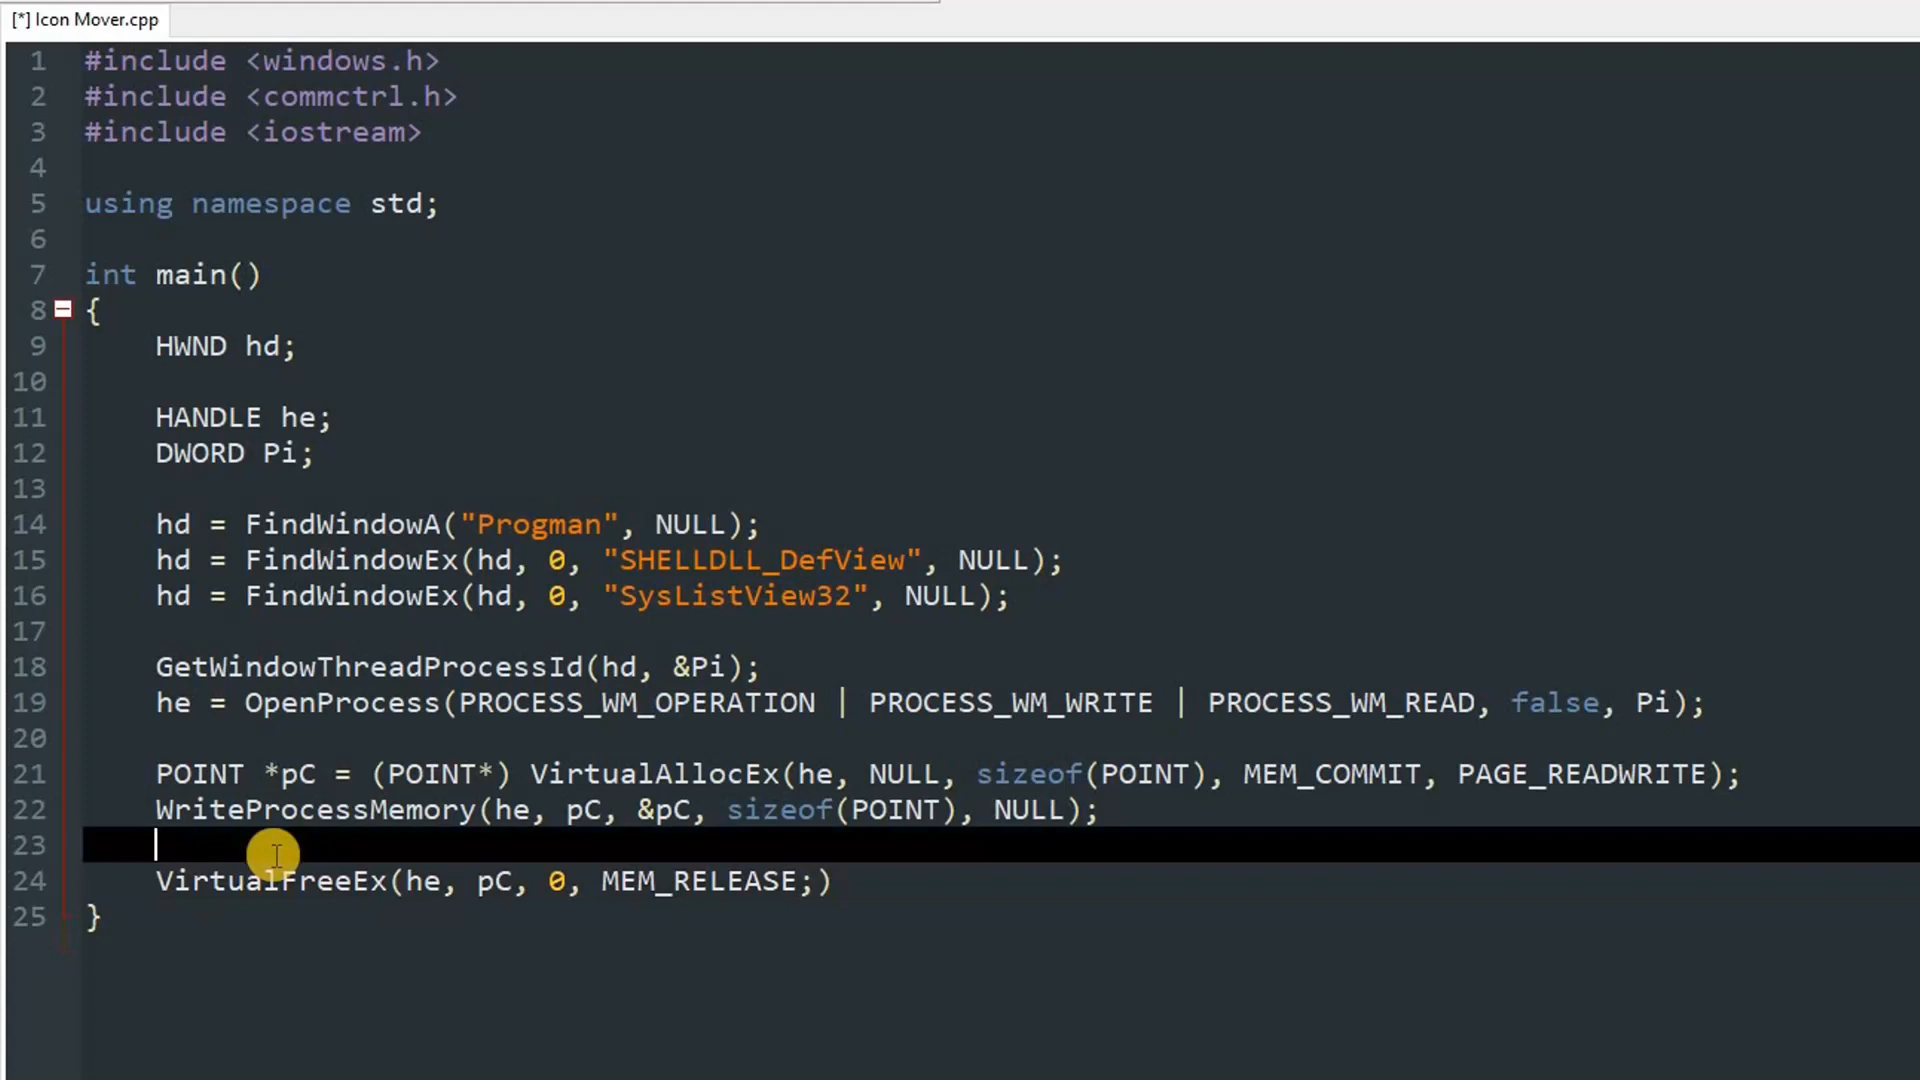 [*] Icon Mover.cpp
1 #include <windows.h>
2 #include <commctrl.h>
3 #include <iostream>
4
5 using namespace std;
6
7 int main()
8 {
9 HWND hd;
10
11 HANDLE he;
12 DWORD Pi;
13
14 hd = FindWindowA("Progman", NULL);
15 hd = FindWindowEx(hd, 0, "SHELLDLL_DefView", NULL);
16 hd = FindWindowEx(hd, 0, "SysListView32", NULL);
17
18 GetWindowThreadProcessId(hd, &Pi);
19 he = OpenProcess(PROCESS_WM_OPERATION | PROCESS_WM_WRITE | PROCESS_WM_READ, false, Pi);
20
21 POINT *pC = (POINT*) VirtualAllocEx(he, NULL, sizeof(POINT), MEM_COMMIT, PAGE_READWRITE);
22 WriteProcessMemory(he, pC, &pC, sizeof(POINT), NULL);
23
24 VirtualFreeEx(he, pC, 0, MEM_RELEASE;)
25 }